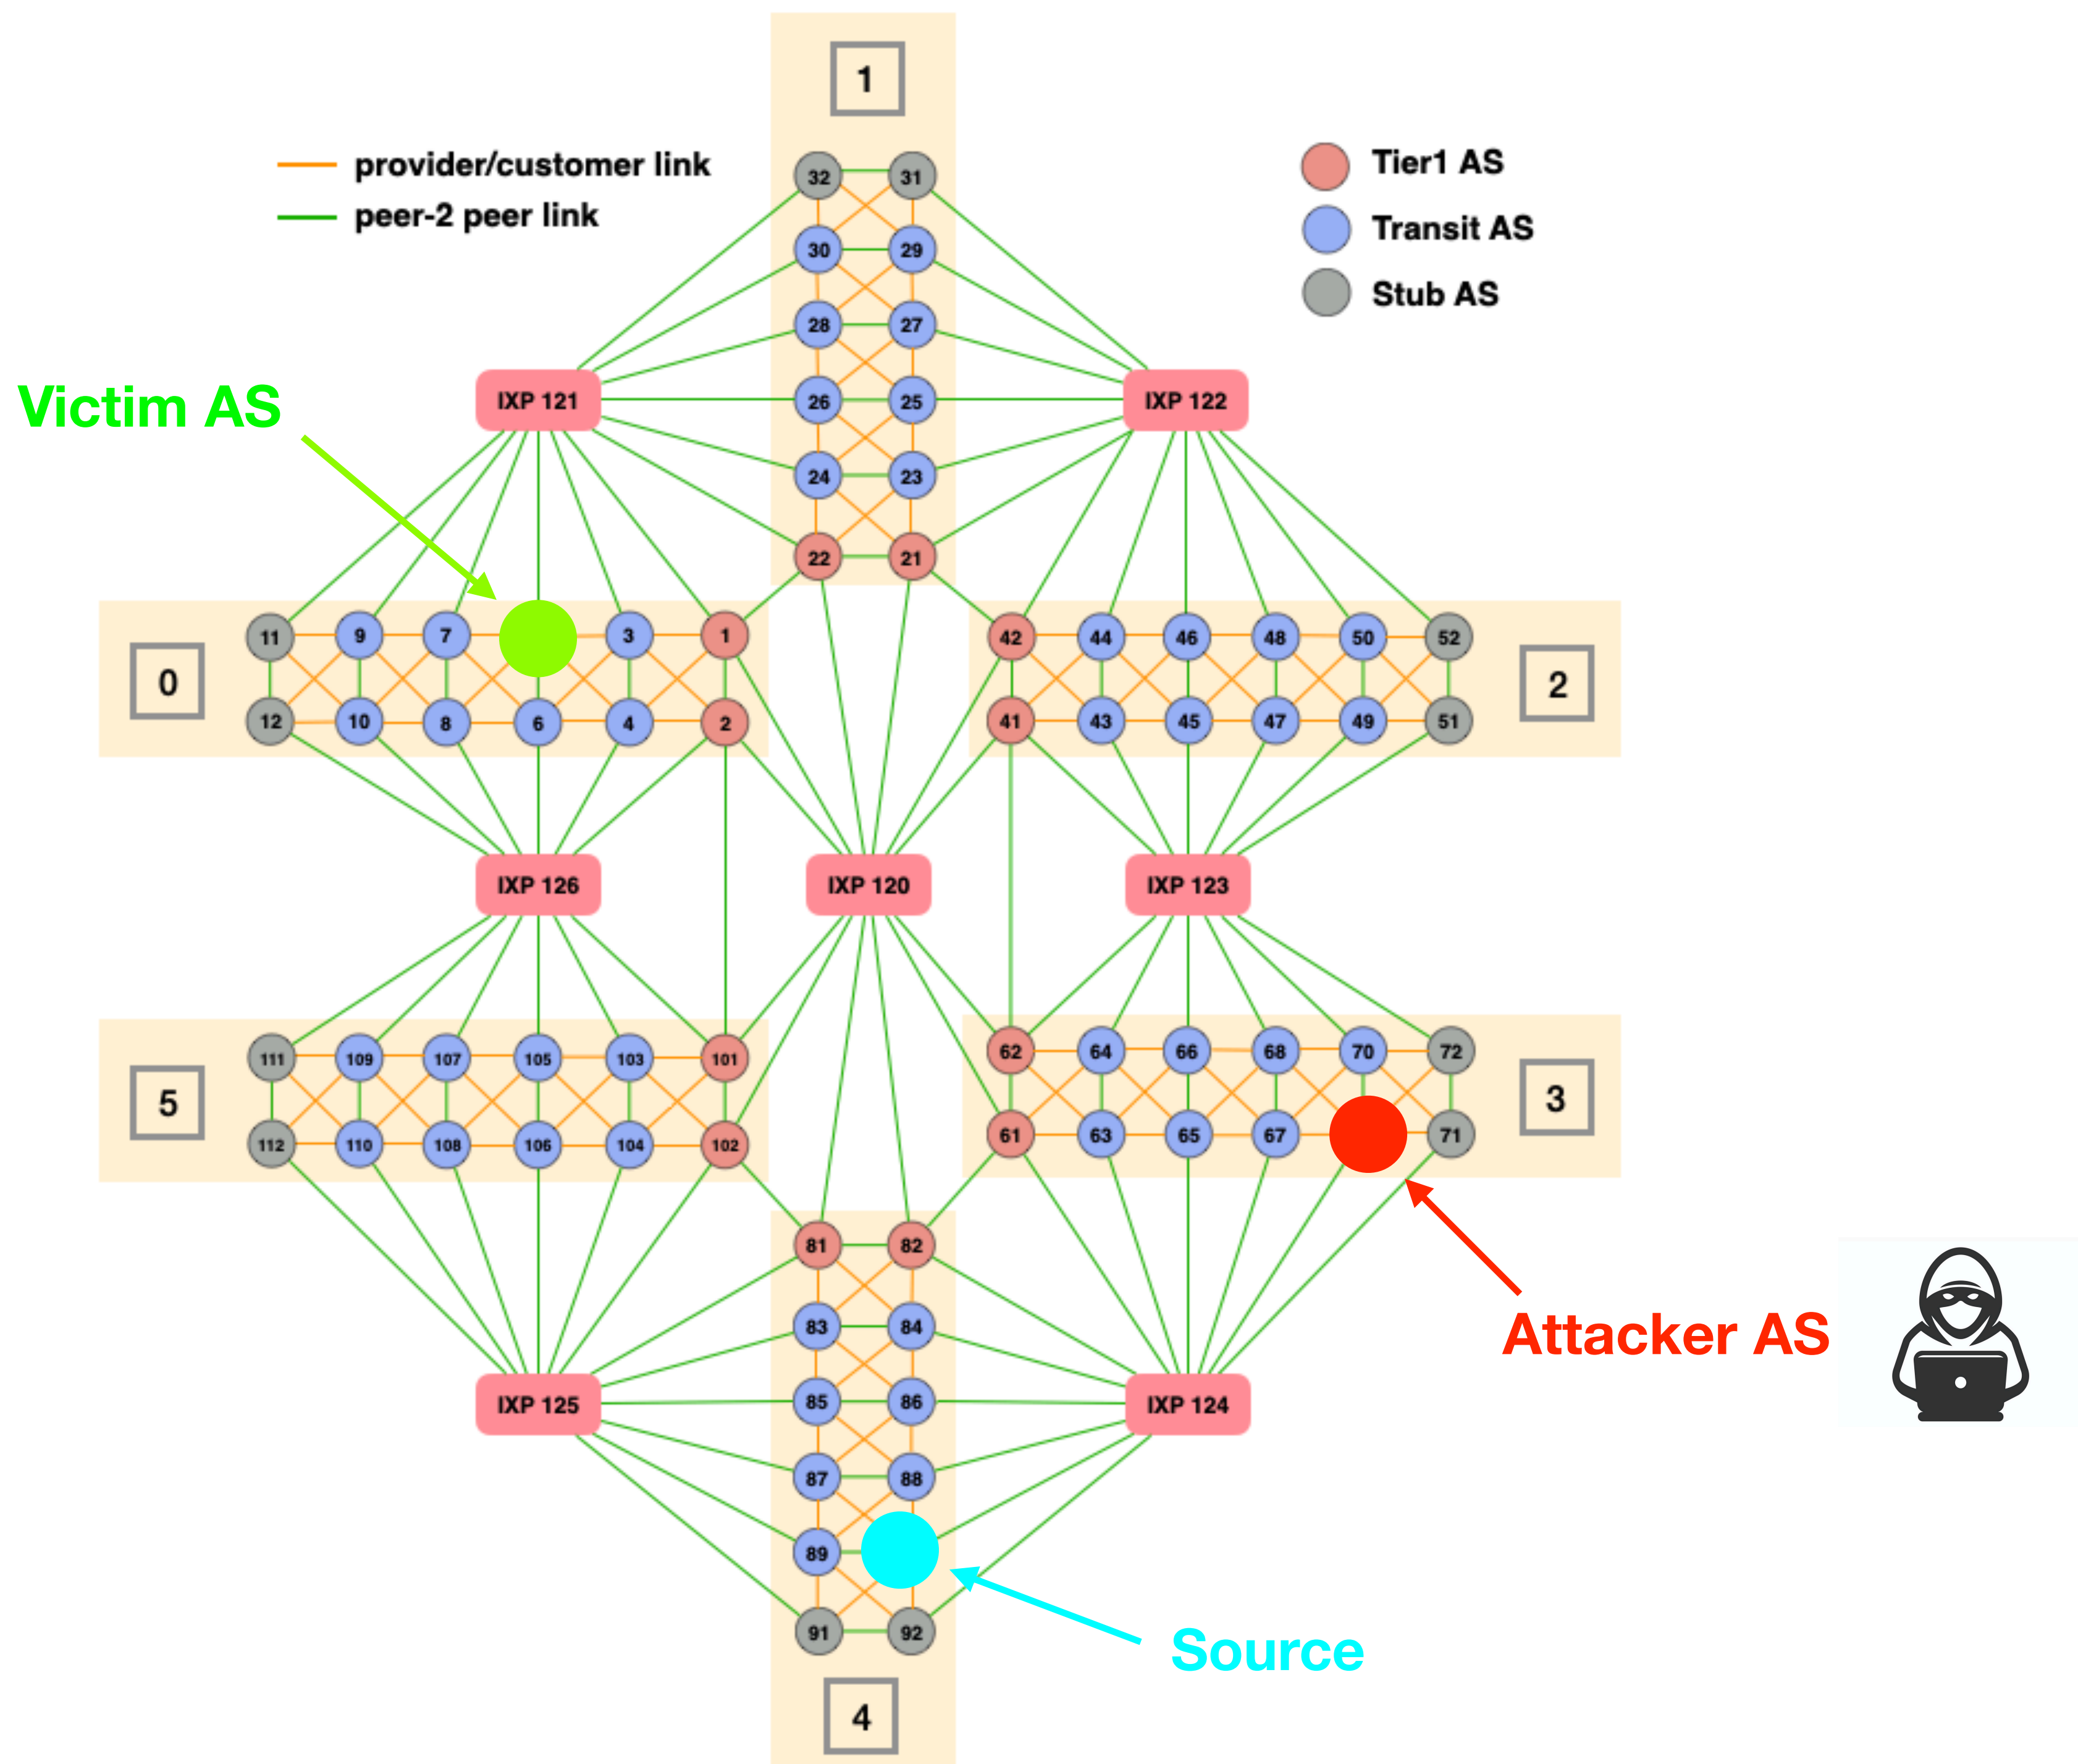 1
provider/customer link
peer-2 peer link
Tier1 AS
Transit AS
Stub AS
32 31
30 29
28 27
Victim AS
IXP 121
26 25
IXP 122
24 23
22 21
0
11 9 7 3 1
12 10 8 6 4 2
42 44 46 48 50 52
41 43 45 47 49 51
2
IXP 126
IXP 120
IXP 123
5
111 109 107 105 103 101
112 110 108 106 104 102
62 64 66 68 70 72
61 63 65 67 71
3
81 82
83 84
Attacker AS
IXP 125
85 86
IXP 124
87 88
89
91 92
Source
4